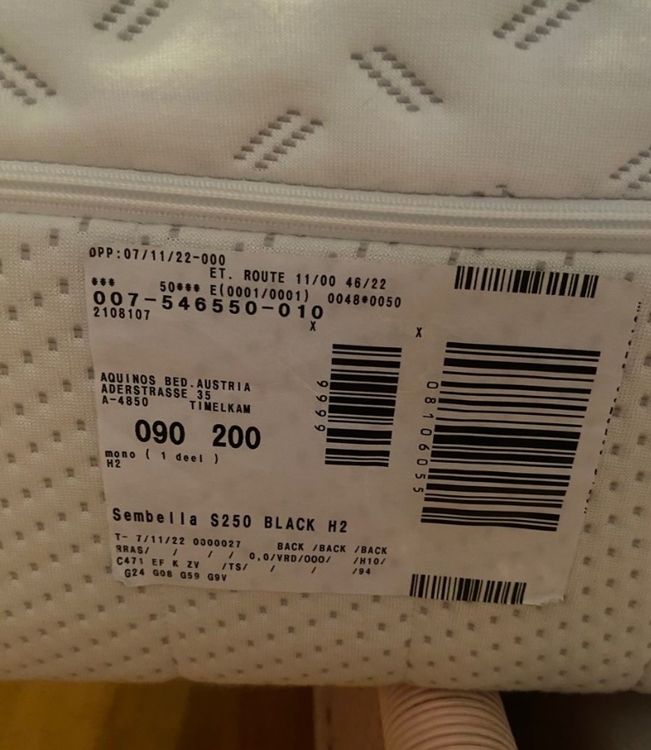 OPP:07/11/22-000
ET. ROUTE 11/00 46/22
*** 50*** E(0001/0001) 0048*0050
007-546550-010
2108107 X
X
AQUINOS BED.AUSTRIA
ADERSTRASSE 35
A-4850 TIMELKAM
9999
08106055
090 200
mono ( 1 deel )
H2
Sembella S250 BLACK H2
T- 7/11/22 0000027 BACK /BACK /BACK
RRAS/ / / / 0.0/VRD/000/ /H10/
C471 EF K ZV /TS/ / / /94
G24 G08 G59 G9V